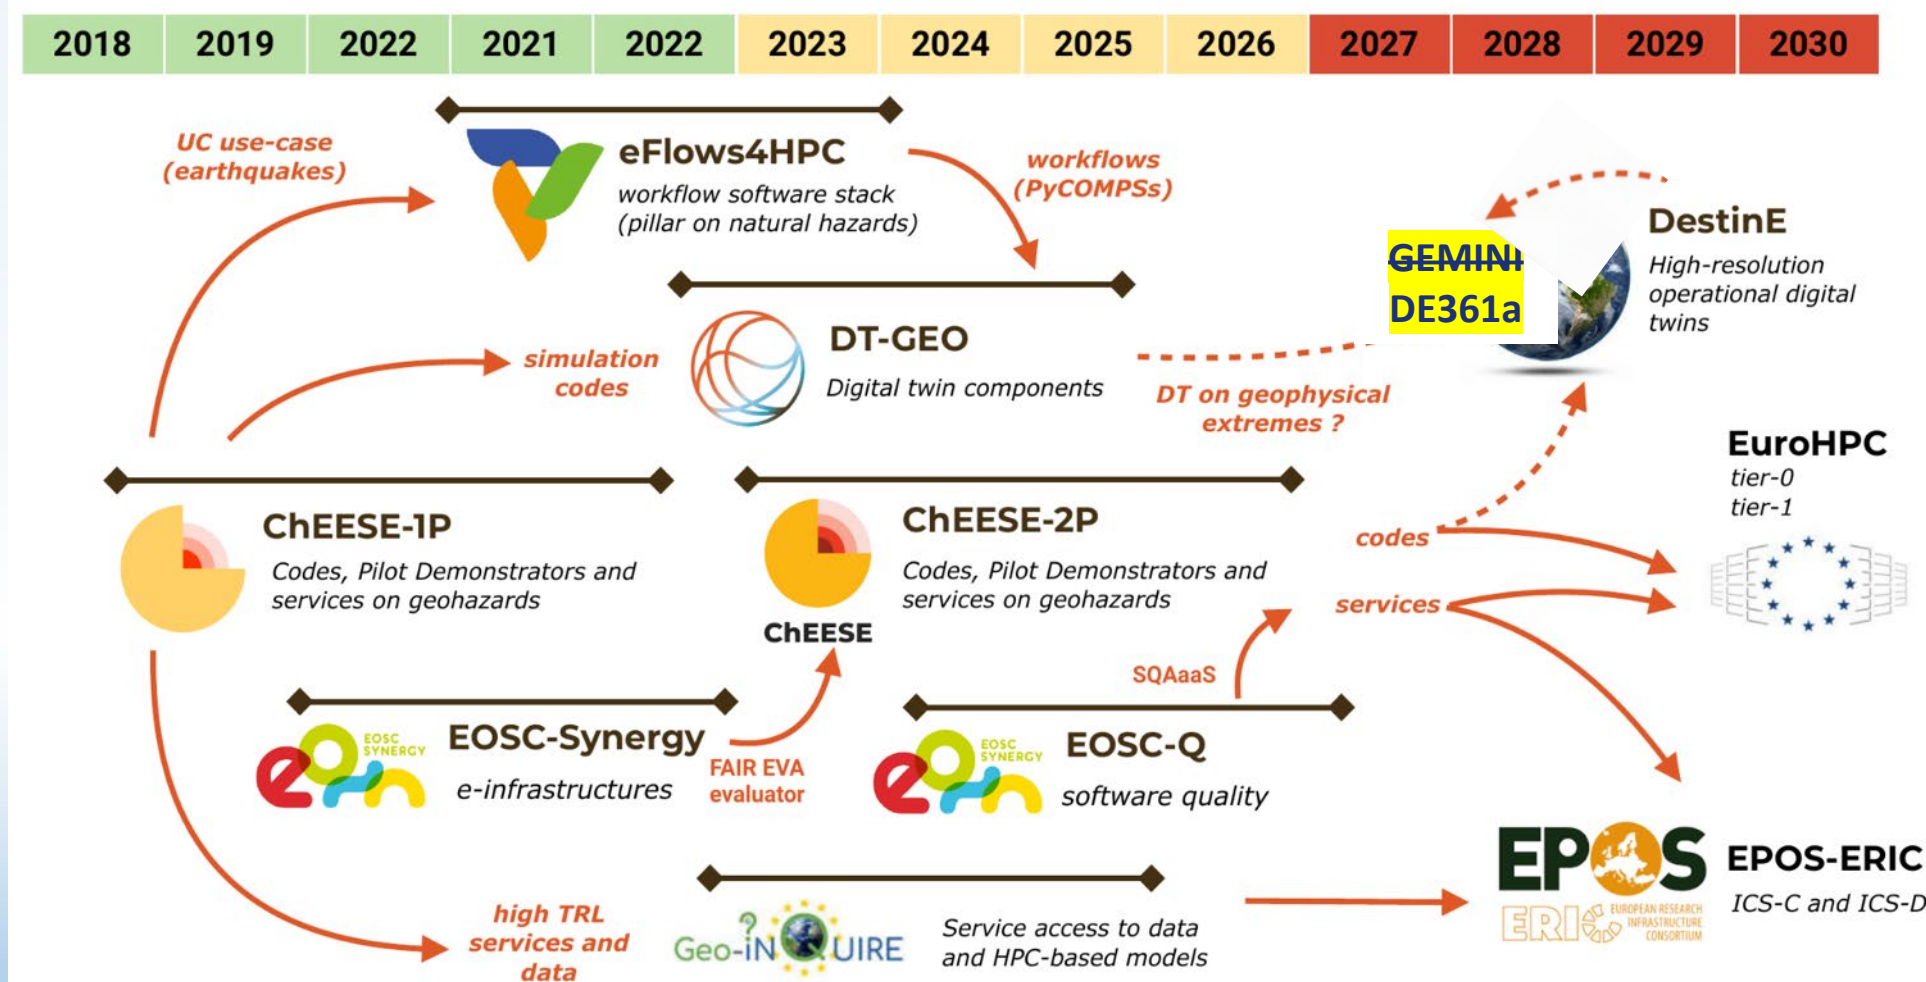 2018 2019 2022 2021 2022 2023 2024 2025 2026 2027 2028 2029 2030
UC use-case
(earthquakes)
eFlows4HPC
workflow software stack
(pillar on natural hazards)
workflows
(PyCOMPSs)
GEMINI
DE361a
DestinE
High-resolution
operational digital
twins
simulation
codes
DT-GEO
Digital twin components
DT on geophysical
extremes ?
EuroHPC
tier-0
tier-1
ChEESE-1P
Codes, Pilot Demonstrators and
services on geohazards
ChEESE
ChEESE-2P
Codes, Pilot Demonstrators and
services on geohazards
codes
services
SQAaaS
EOSC
SYNERGY
EOSC-Synergy
e-infrastructures
FAIR EVA
evaluator
EOSC
SYNERGY
EOSC-Q
software quality
high TRL
services and
data
Geo-iNQUIRE
Service access to data
and HPC-based models
EPOS
ERIC
EUROPEAN RESEARCH
INFRASTRUCTURE
CONSORTIUM
EPOS-ERIC
ICS-C and ICS-D